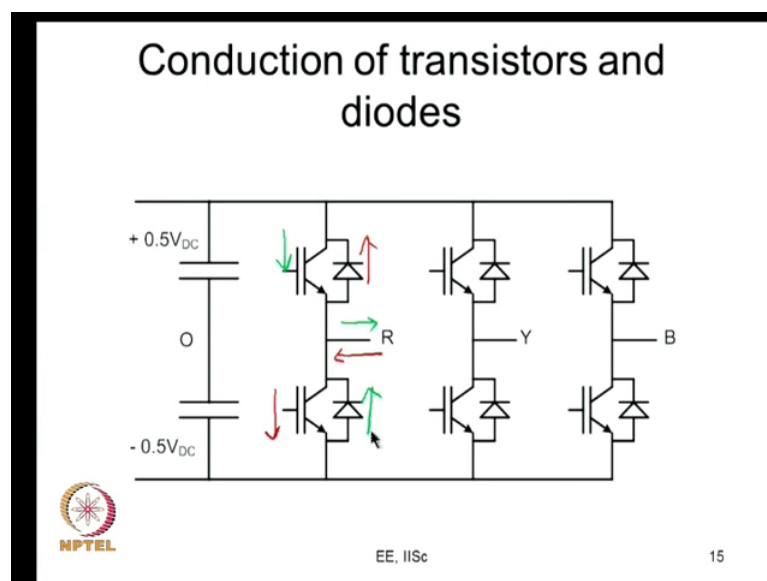 Conduction of transistors and
diodes
+ 0.5VDC
O
R
Y
B
- 0.5VDC
NPTEL
EE, IISc
15